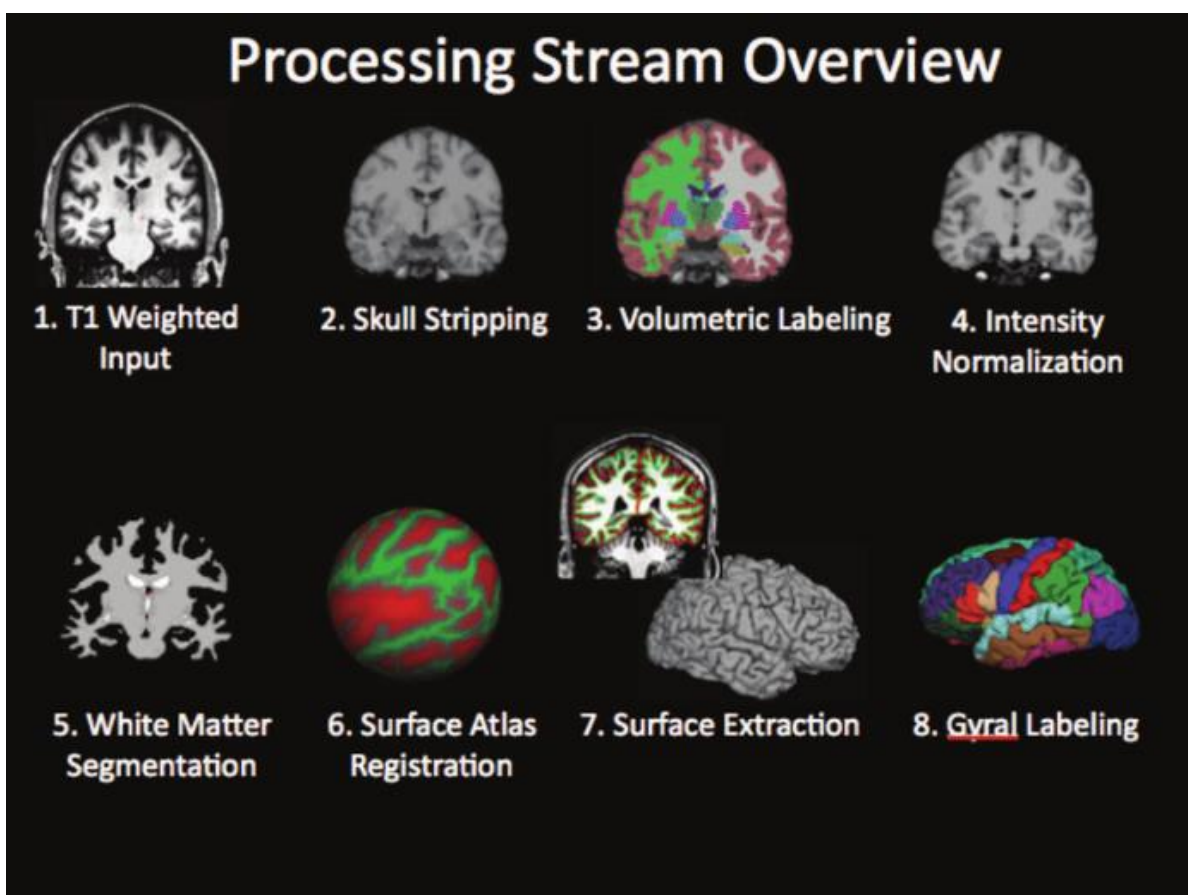 Processing Stream Overview
1. T1 Weighted
Input
2. Skull Stripping
3. Volumetric Labeling
4. Intensity
Normalization
5. White Matter
Segmentation
6. Surface Atlas
Registration
7. Surface Extraction
8. Gyral Labeling